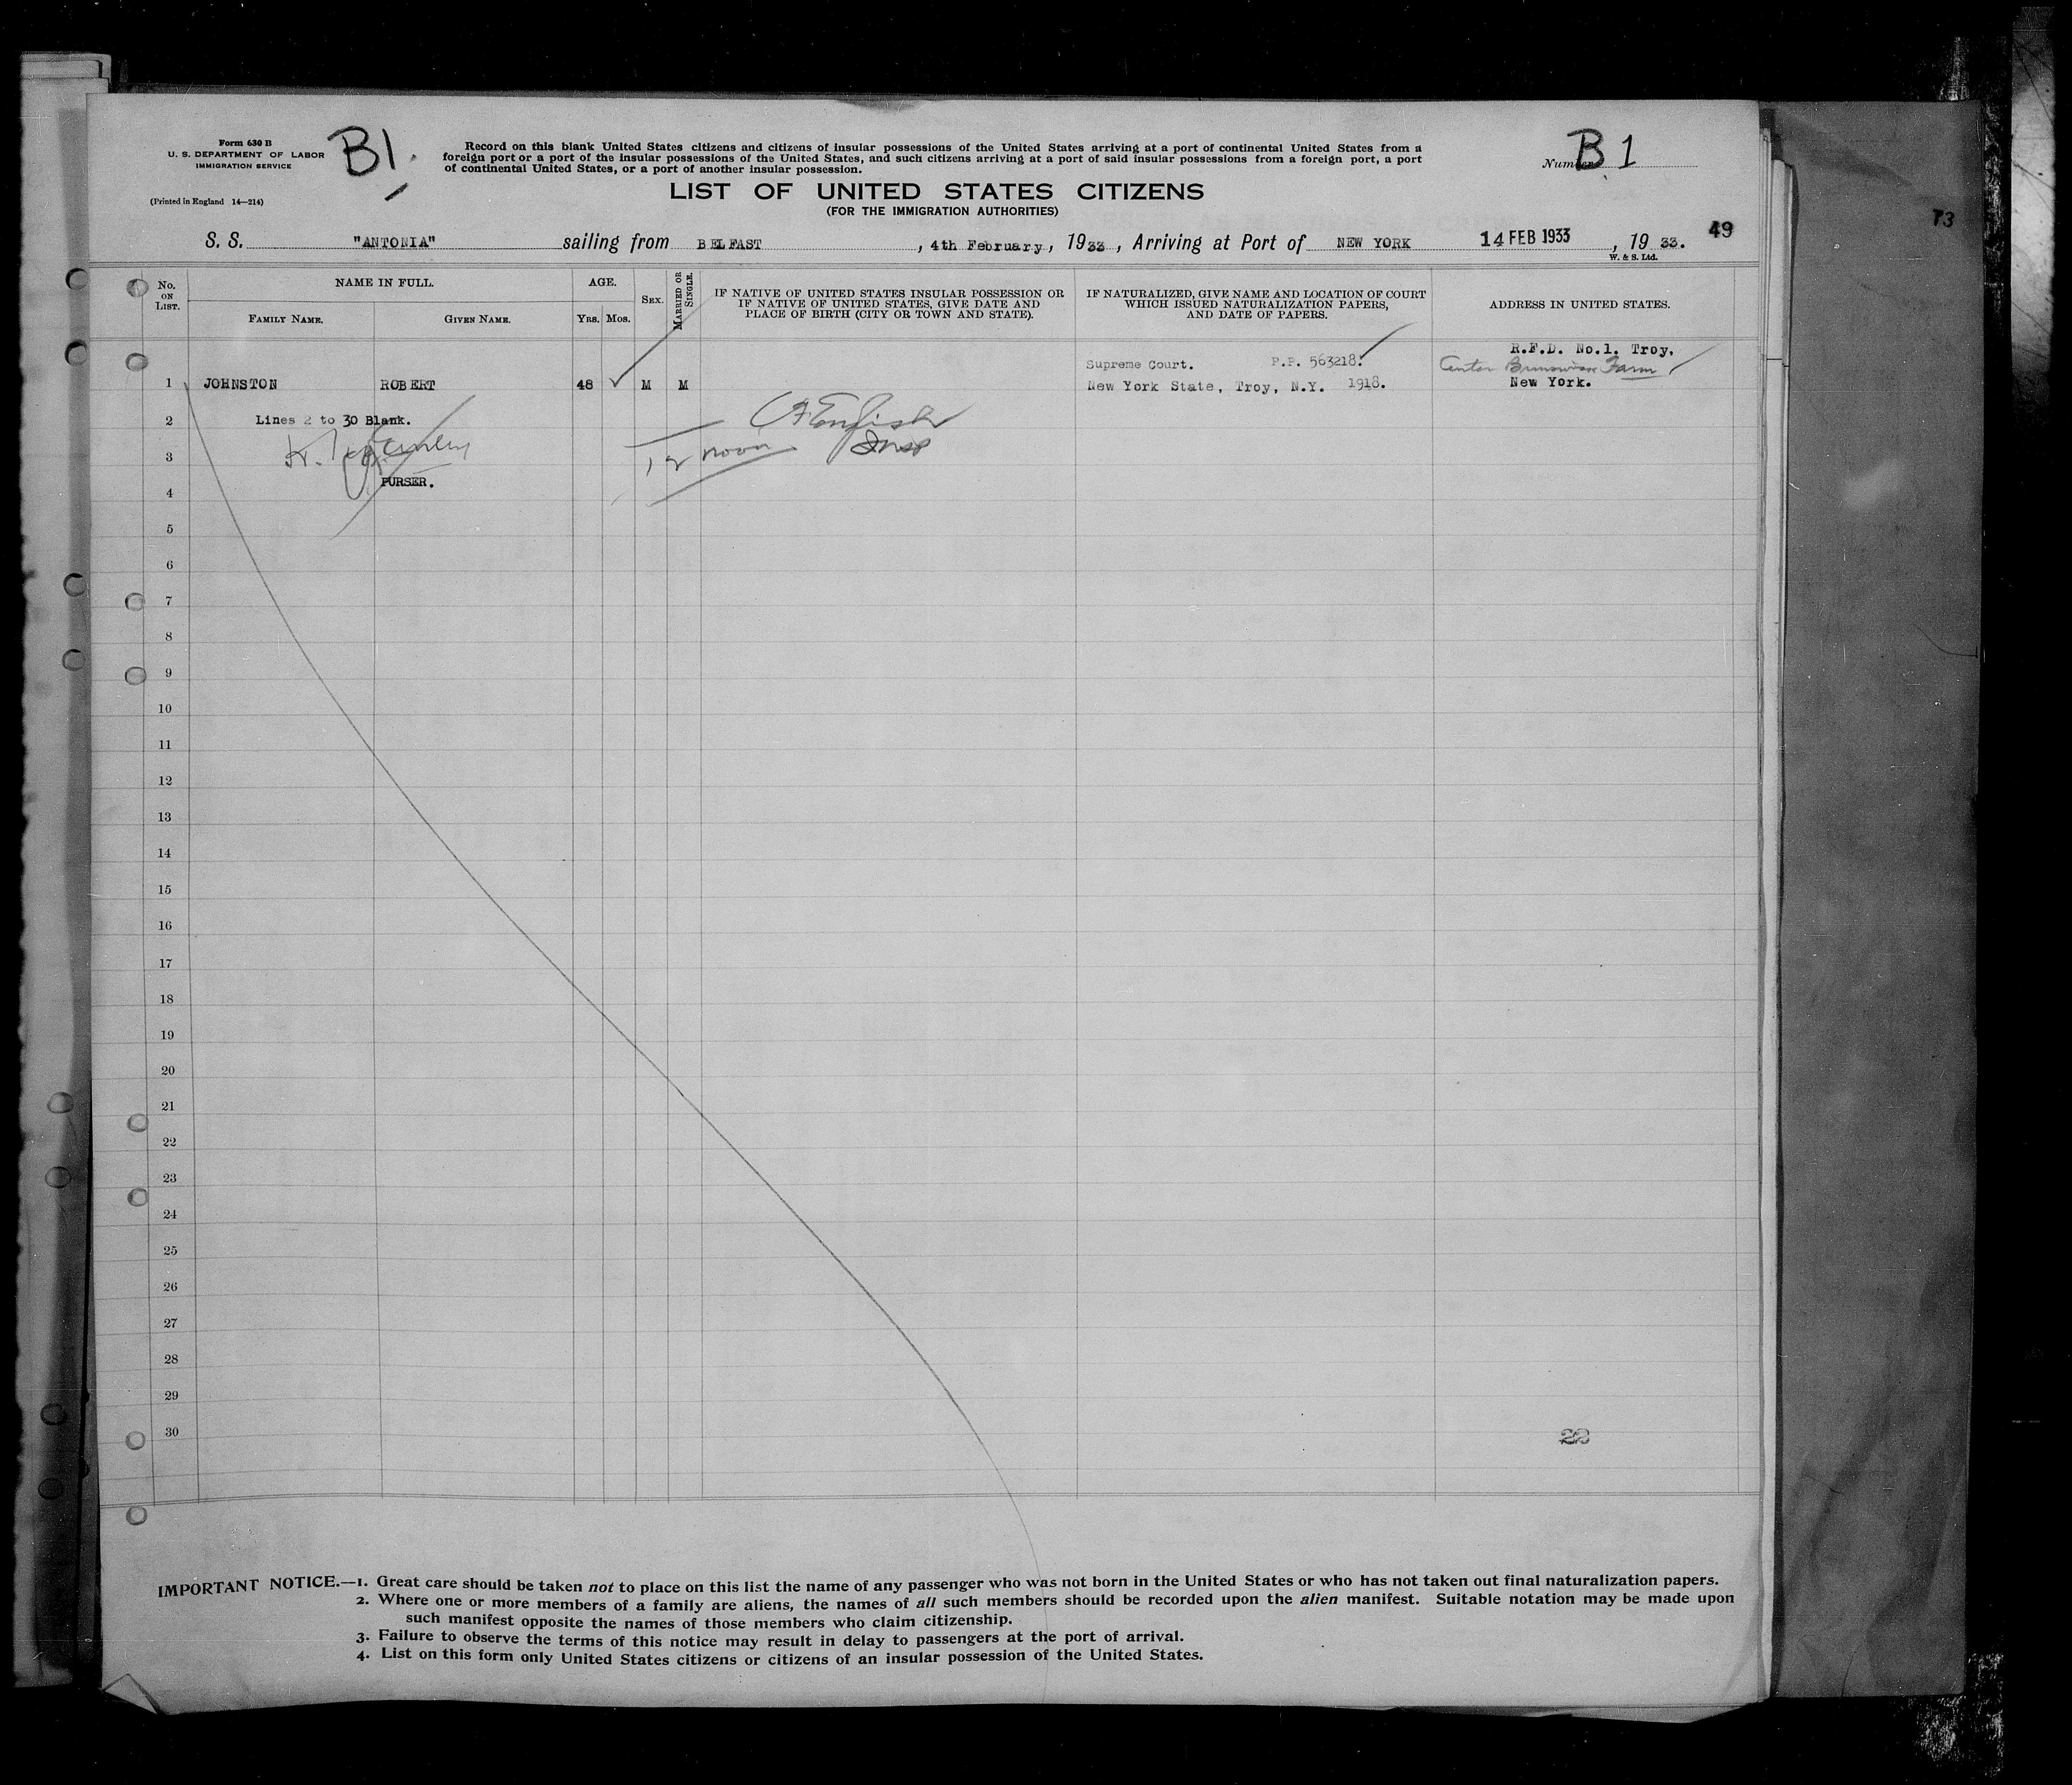 Form 630 B
U. S. DEPARTMENT OF LABOR
IMMIGRATION SERVICE
(Printed in England 14—214)
B1.
Record on this blank United States citizens and citizens of insular possessions of the United States arriving at a port of continental United States from a
foreign port or a port of the insular possessions of the United States, and such citizens arriving at a port of said insular possessions from a foreign port, a port
of continental United States, or a port of another insular possession.
Number B 1
LIST OF UNITED STATES CITIZENS
(FOR THE IMMIGRATION AUTHORITIES)
S. S. "ANTONIA" sailing from BELFAST, 4th February, 1933, Arriving at Port of NEW YORK 14 FEB 1933, 19 33.
49
W. & S. Ltd.
73
No. ON LIST.
NAME IN FULL.
FAMILY NAME.
GIVEN NAME.
AGE.
YRS. MOS.
SEX.
MARRIED OR SINGLE.
IF NATIVE OF UNITED STATES INSULAR POSSESSION OR
IF NATIVE OF UNITED STATES, GIVE DATE AND
PLACE OF BIRTH (CITY OR TOWN AND STATE).
IF NATURALIZED, GIVE NAME AND LOCATION OF COURT
WHICH ISSUED NATURALIZATION PAPERS,
AND DATE OF PAPERS.
ADDRESS IN UNITED STATES.
Supreme Court. P.P. 563218.
R.F.D. No.1. Troy,
Center Brunswick Farm
1 JOHNSTON ROBERT 48 M M New York State, Troy, N.Y. 1918. New York.
2 Lines 2 to 30 Blank.
English
Insp
12 noon
3
PURSER.
4
5
6
7
8
9
10
11
12
13
14
15
16
17
18
19
20
21
22
23
24
25
26
27
28
29
30
22
IMPORTANT NOTICE.—1. Great care should be taken not to place on this list the name of any passenger who was not born in the United States or who has not taken out final naturalization papers.
2. Where one or more members of a family are aliens, the names of all such members should be recorded upon the alien manifest. Suitable notation may be made upon
such manifest opposite the names of those members who claim citizenship.
3. Failure to observe the terms of this notice may result in delay to passengers at the port of arrival.
4. List on this form only United States citizens or citizens of an insular possession of the United States.